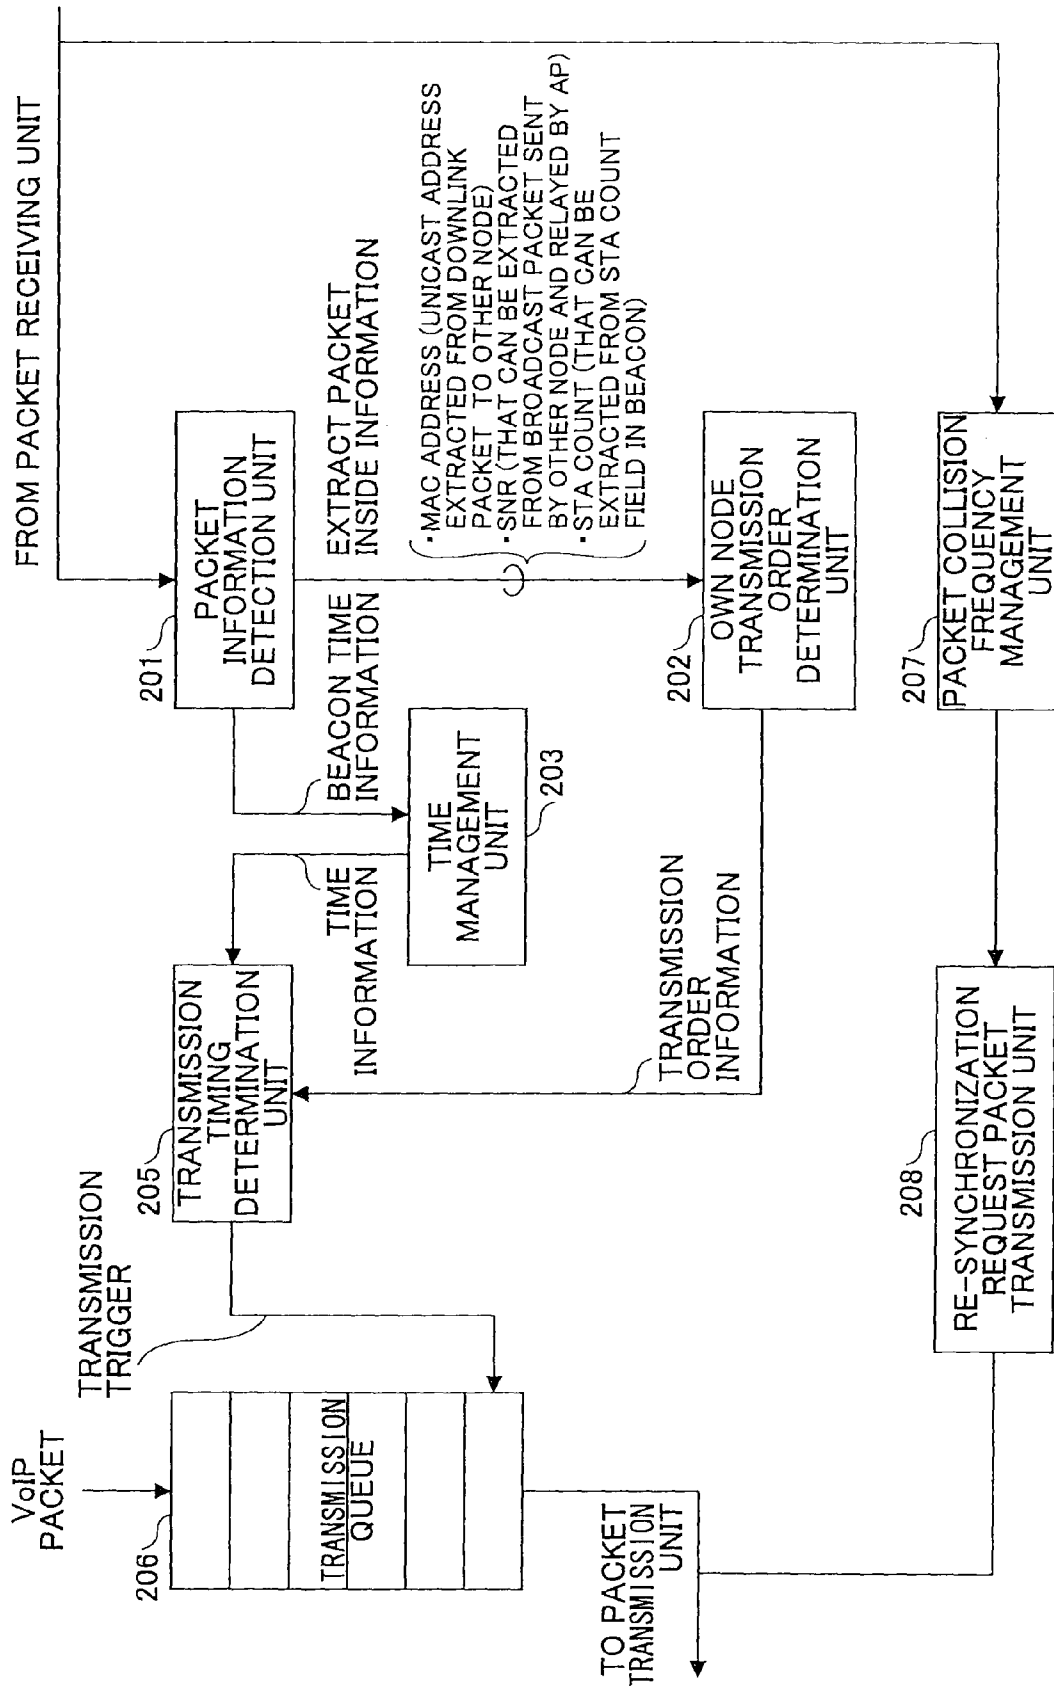 FROM PACKET RECEIVING UNIT
VoIP
PACKET
206
TRANSMISSION
QUEUE
TRANSMISSION
TRIGGER
205
TRANSMISSION
TIMING
DETERMINATION
UNIT
TIME
INFORMATION
BEACON TIME
INFORMATION
201
PACKET
INFORMATION
DETECTION UNIT
EXTRACT PACKET
INSIDE INFORMATION
TIME
MANAGEMENT
UNIT
203
· MAC ADDRESS (UNICAST ADDRESS
EXTRACTED FROM DOWNLINK
PACKET TO OTHER NODE)
· SNR (THAT CAN BE EXTRACTED
FROM BROADCAST PACKET SENT
BY OTHER NODE AND RELAYED BY AP)
· STA COUNT (THAT CAN BE
EXTRACTED FROM STA COUNT
FIELD IN BEACON)
TO PACKET
TRANSMISSION
UNIT
TRANSMISSION
ORDER
INFORMATION
202
OWN NODE
TRANSMISSION
ORDER
DETERMINATION
UNIT
208
RE-SYNCHRONIZATION
REQUEST PACKET
TRANSMISSION UNIT
207
PACKET COLLISION
FREQUENCY
MANAGEMENT
UNIT